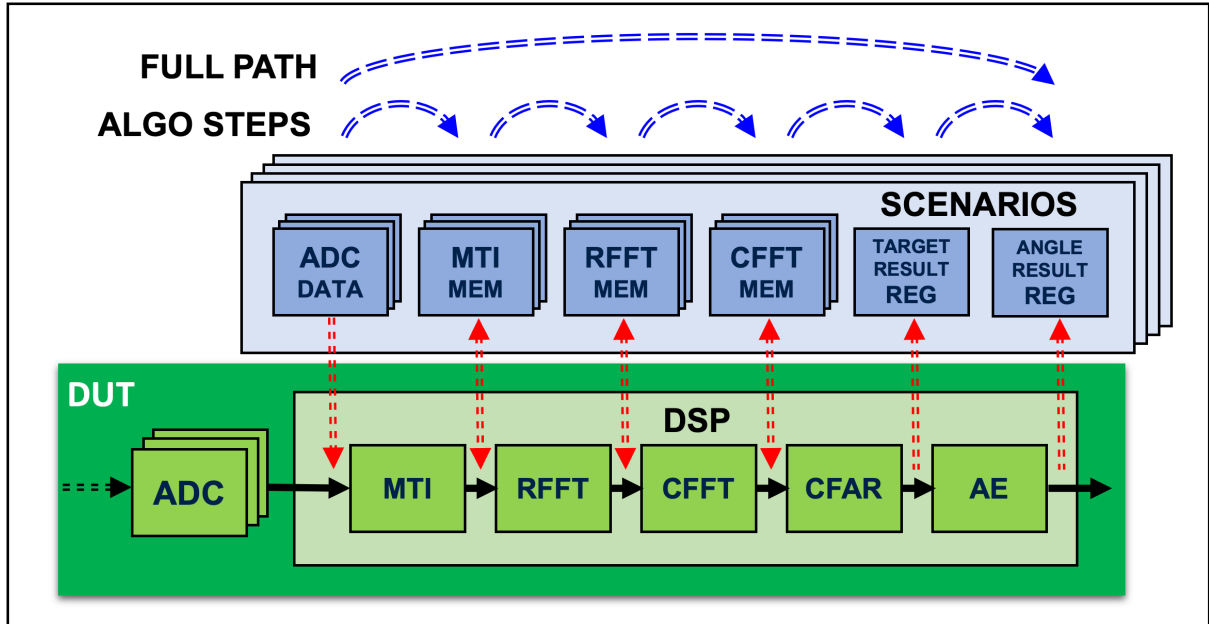 FULL PATH
ALGO STEPS
SCENARIOS
ADC
DATA
MTI
MEM
RFFT
MEM
CFFT
MEM
TARGET
RESULT
REG
ANGLE
RESULT
REG
DUT
DSP
ADC
MTI
RFFT
CFFT
CFAR
AE